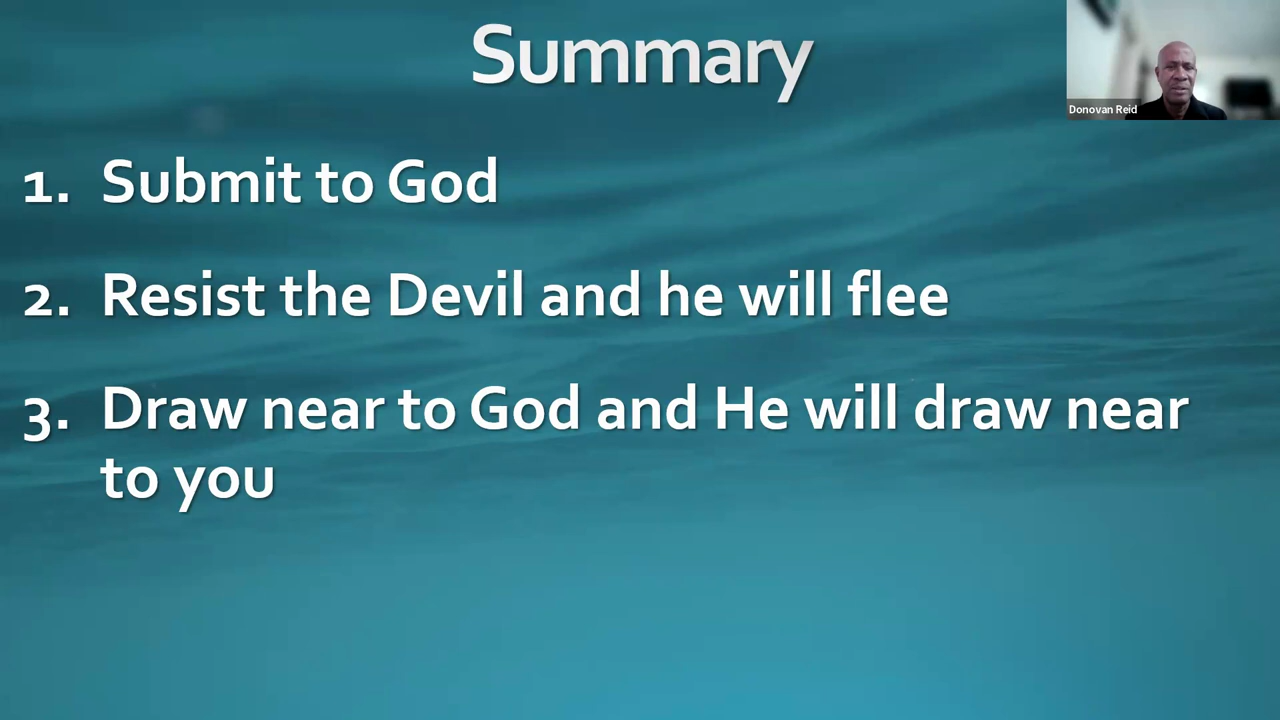 Summary
Donovan Reid
1. Submit to God
2. Resist the Devil and he will flee
3. Draw near to God and He will draw near
to you